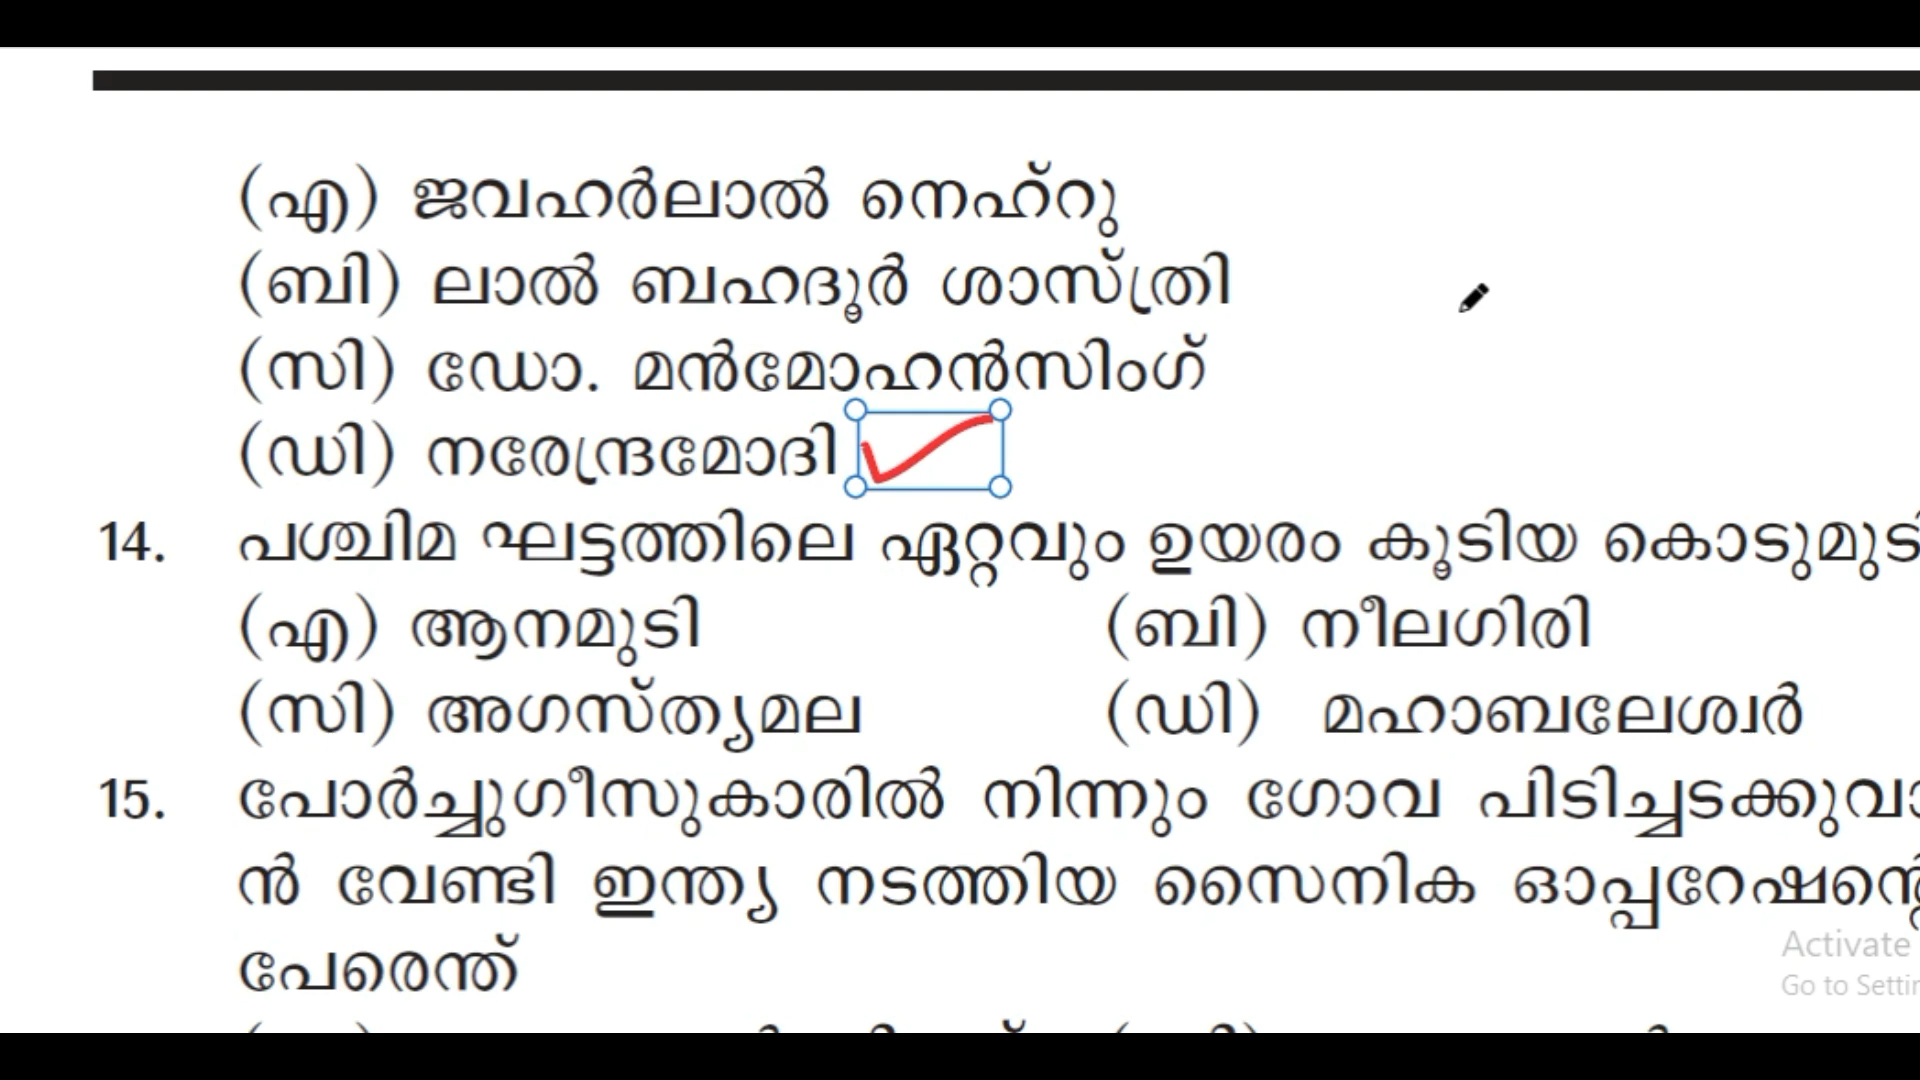 (എ) ജവഹർലാൽ നെഹ്റു
(ബി) ലാൽ ബഹദൂർ ശാസ്ത്രി
(സി) ഡോ. മൻമോഹൻസിംഗ്
(ഡി) നരേന്ദ്രമോദി
14. പശ്ചിമ ഘട്ടത്തിലെ ഏറ്റവും ഉയരം കൂടിയ കൊടുമുടി
(എ) ആനമുടി (ബി) നീലഗിരി
(സി) അഗസ്ത്യമല (ഡി) മഹാബലേശ്വർ
15. പോർച്ചുഗീസുകാരിൽ നിന്നും ഗോവ പിടിച്ചടക്കുവാ
ൻ വേണ്ടി ഇന്ത്യ നടത്തിയ സൈനിക ഓപ്പറേഷന്റെ
പേരെന്ത്
Activate
Go to